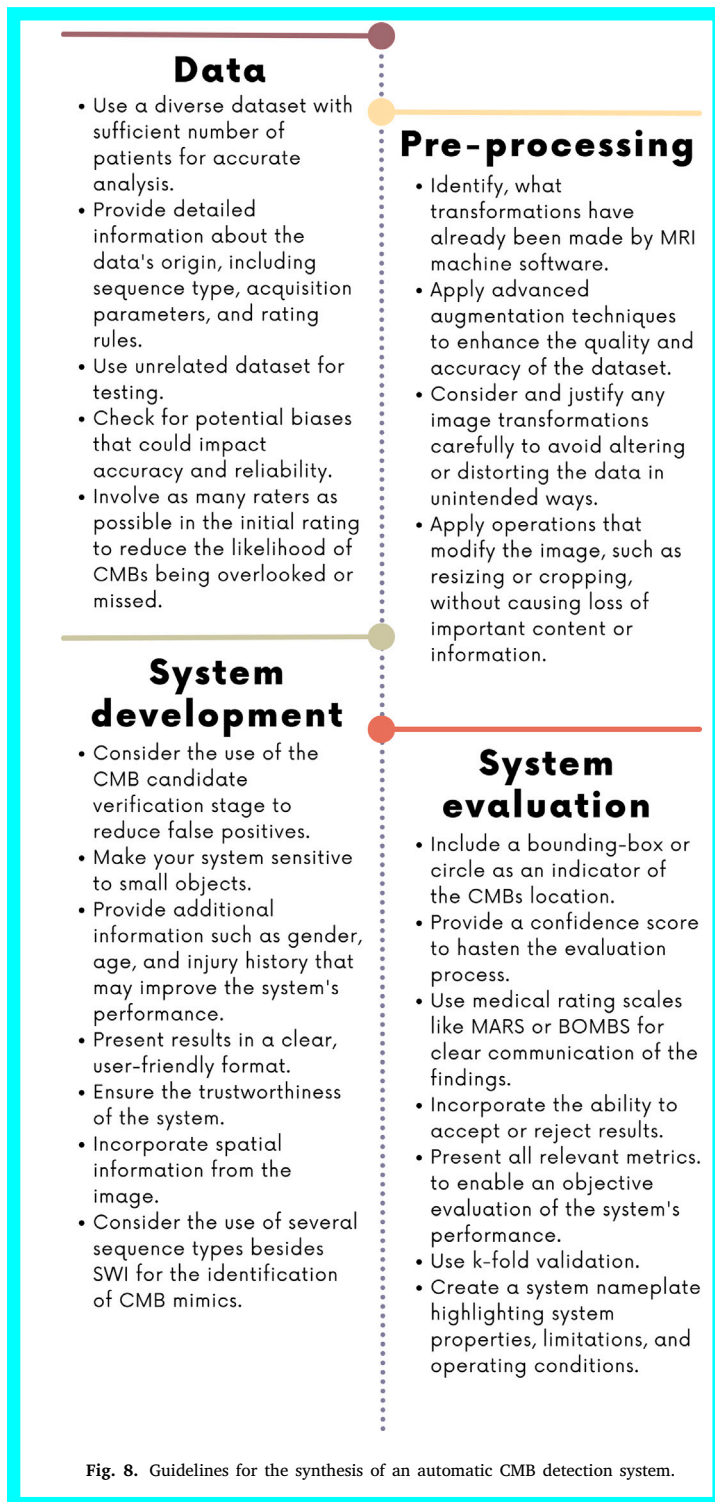 Data
• Use a diverse dataset with
sufficient number of
patients for accurate
analysis.
• Provide detailed
information about the
data's origin, including
sequence type, acquisition
parameters, and rating
rules.
• Use unrelated dataset for
testing.
• Check for potential biases
that could impact
accuracy and reliability.
• Involve as many raters as
possible in the initial rating
to reduce the likelihood of
CMBs being overlooked or
missed.
Pre-processing
• Identify, what
transformations have
already been made by MRI
machine software.
• Apply advanced
augmentation techniques
to enhance the quality and
accuracy of the dataset.
• Consider and justify any
image transformations
carefully to avoid altering
or distorting the data in
unintended ways.
• Apply operations that
modify the image, such as
resizing or cropping,
without causing loss of
important content or
information.
System
development
• Consider the use of the
CMB candidate
verification stage to
reduce false positives.
• Make your system sensitive
to small objects.
• Provide additional
information such as gender,
age, and injury history that
may improve the system's
performance.
• Present results in a clear,
user-friendly format.
• Ensure the trustworthiness
of the system.
• Incorporate spatial
information from the
image.
• Consider the use of several
sequence types besides
SWI for the identification
of CMB mimics.
System
evaluation
• Include a bounding-box or
circle as an indicator of
the CMBs location.
• Provide a confidence score
to hasten the evaluation
process.
• Use medical rating scales
like MARS or BOMBS for
clear communication of the
findings.
• Incorporate the ability to
accept or reject results.
• Present all relevant metrics.
to enable an objective
evaluation of the system's
performance.
• Use k-fold validation.
• Create a system nameplate
highlighting system
properties, limitations, and
operating conditions.
Fig. 8. Guidelines for the synthesis of an automatic CMB detection system.